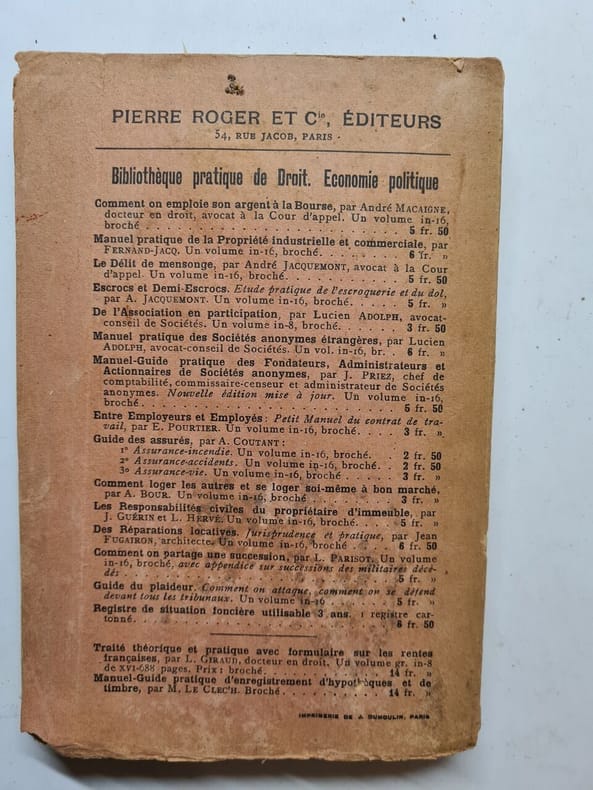 PIERRE ROGER ET Cie, ÉDITEURS
54, RUE JACOB, PARIS
Bibliothèque pratique de Droit. Economie politique
Comment on emploie son argent à la Bourse, par André MACAIGNE,
docteur en droit, avocat à la Cour d'appel. Un volume in-16,
broché . . . . . . . . . . 5 fr. 50
Manuel pratique de la Propriété industrielle et commerciale, par
FERNAND-JACQ. Un volume in-16, broché. . . . . . . 6 fr. »
Le Délit de mensonge, par André JACQUEMONT, avocat à la Cour
d'appel. Un volume in-16, broché. . . . . . . . 5 fr. 50
Escrocs et Demi-Escrocs. Etude pratique de l'escroquerie et du dol,
par A. JACQUEMONT. Un volume in-16, broché. . . . . 5 fr. »
De l'Association en participation, par Lucien ADOLPH, avocat-
conseil de Sociétés. Un volume in-8, broché. . . . . 3 fr. 50
Manuel pratique des Sociétés anonymes étrangères, par Lucien
ADOLPH, avocat-conseil de Sociétés. Un vol. in-16, br. . 6 fr. »
Manuel-Guide pratique des Fondateurs, Administrateurs et
Actionnaires de Sociétés anonymes, par J. PRIEZ, chef de
comptabilité, commissaire-censeur et administrateur de Sociétés
anonymes. Nouvelle édition mise à jour. Un volume in-16,
broché. . . . . . . . . . 5 fr. 50
Entre Employeurs et Employés : Petit Manuel du contrat de tra-
vail, par E. POURTIER. Un volume in-16, broché. . . . . 3 fr. »
Guide des assurés, par A. COUTANT :
1° Assurance-incendie. Un volume in-16, broché. . 2 fr. 50
2° Assurance-accidents. Un volume in-16, broché. . 2 fr. 50
3° Assurance-vie. Un volume in-16, broché . . . . 3 fr. »
Comment loger les autres et se loger soi-même à bon marché,
par A. BOUR. Un volume in-16, broché . . . . . . 3 fr. »
Les Responsabilités civiles du propriétaire d'immeuble, par
J. GUÉRIN et L. HERVÉ. Un volume in-16, broché. . . . . 5 fr. »
Des Réparations locatives. Jurisprudence et pratique, par Jean
FUGAIRON, architecte. Un volume in-16, broché . . . . 6 fr. 50
Comment on partage une succession, par L. PARISOT. Un volume
in-16, broché, avec appendice sur successions des militaires décé-
dés . . . . . . . . . . 5 fr. »
Guide du plaideur. Comment on attaque, comment on se défend
devant tous les tribunaux. Un volume in-16 . . . . . 5 fr. »
Registre de situation foncière utilisable 3 ans. 1 registre car-
tonné. . . . . . . . . . 6 fr. 50
Traité théorique et pratique avec formulaire sur les rentes
françaises, par L. GIRAUD, docteur en droit. Un volume gr. in-8
de XVI-688 pages. Prix : broché. . . . . . . . 14 fr. »
Manuel-Guide pratique d'enregistrement d'hypothèques et de
timbre, par M. LE CLEC'H. Broché. . . . . . . . 14 fr. »
IMPRIMERIE DE J. DUMOULIN, PARIS